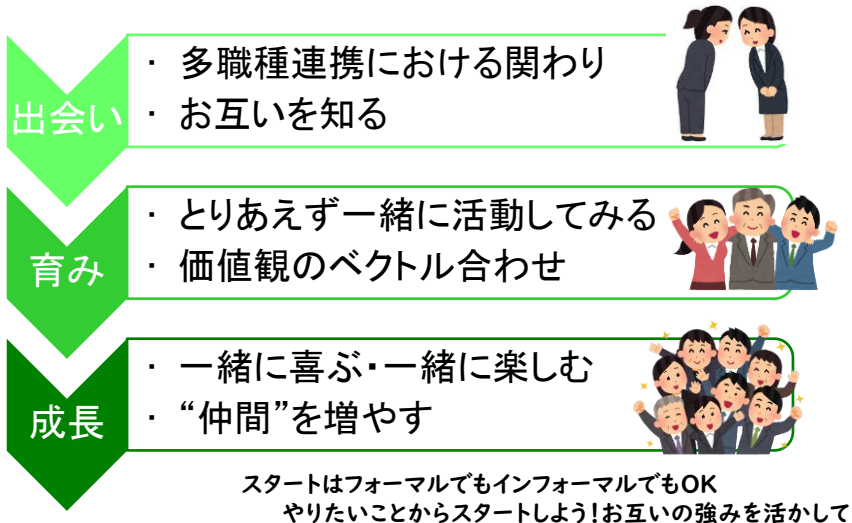 出会い
・ 多職種連携における関わり
・ お互いを知る
育み
・ とりあえず一緒に活動してみる
・ 価値観のベクトル合わせ
成長
・ 一緒に喜ぶ・一緒に楽しむ
・ “仲間”を増やす
スタートはフォーマルでもインフォーマルでもOK
やりたいことからスタートしよう！お互いの強みを活かして